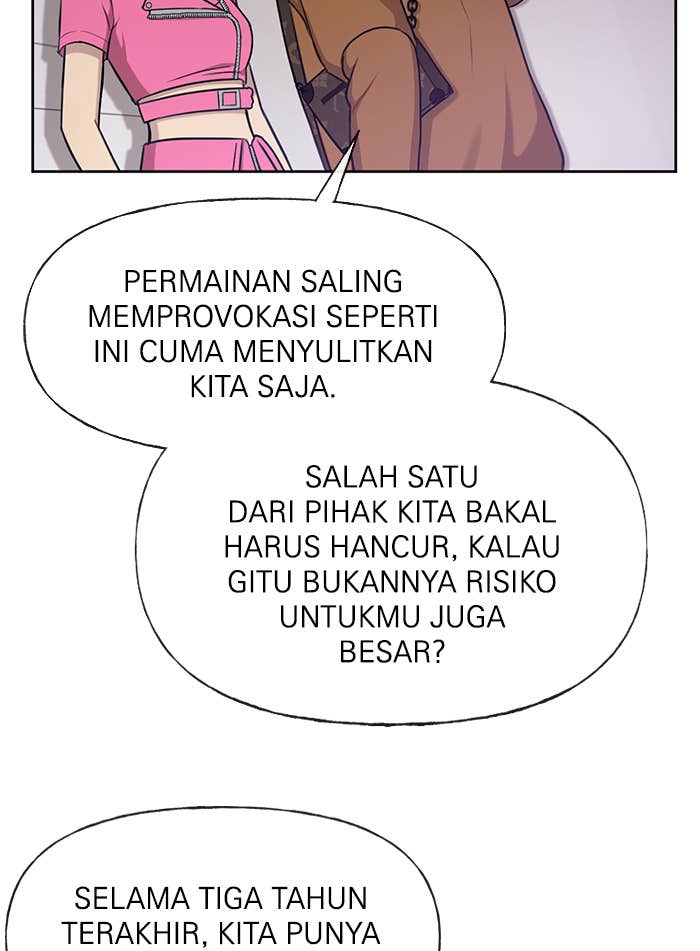 PERMAINAN SALING
MEMPROVOKASI SEPERTI
INI CUMA MENYULITKAN
KITA SAJA.
SALAH SATU
DARI PIHAK KITA BAKAL
HARUS HANCUR, KALAU
GITU BUKANNYA RISIKO
UNTUKMU JUGA
BESAR?
SELAMA TIGA TAHUN
TERAKHIR, KITA PUNYA